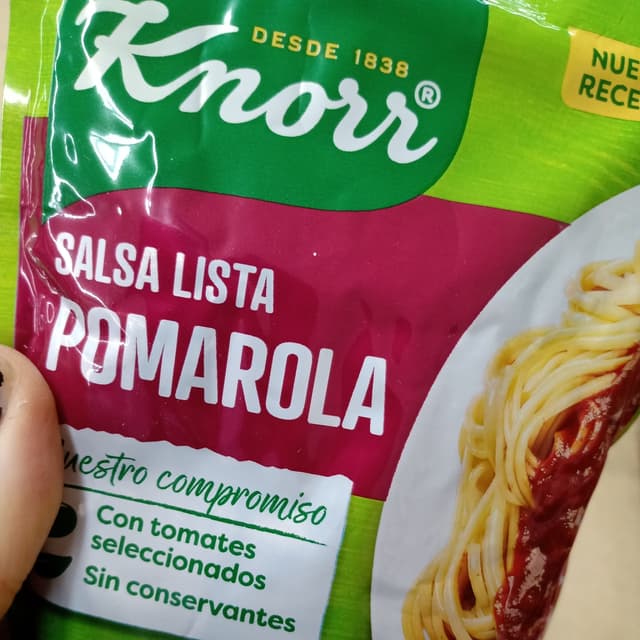 DESDE 1838
Knorr®
NUE
RECE
SALSA LISTA
POMAROLA
uestro compromiso
Con tomates
seleccionados
Sin conservantes